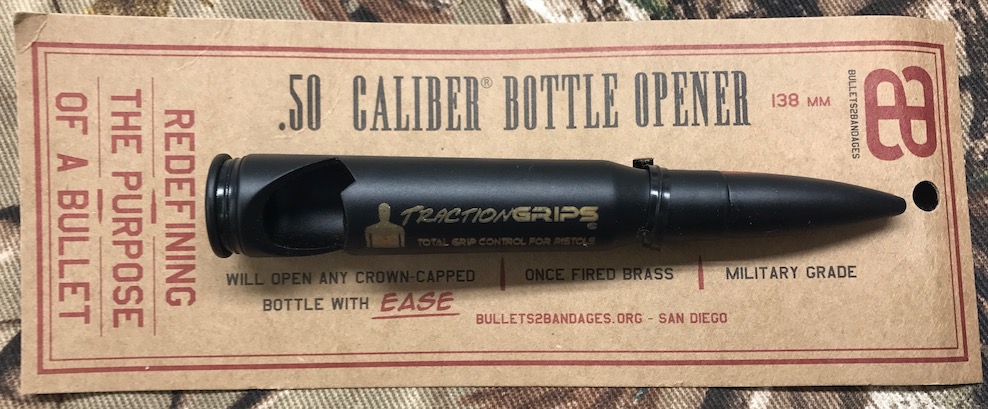 .50 CALIBER® BOTTLE OPENER
138 MM
BULLETS2BANDAGES
REDEFINING
THE PURPOSE
OF A BULLET
TRACTIONGRIPS
TOTAL GRIP CONTROL FOR PISTOLS
WILL OPEN ANY CROWN-CAPPED
BOTTLE WITH EASE
ONCE FIRED BRASS
MILITARY GRADE
BULLETS2BANDAGES.ORG - SAN DIEGO